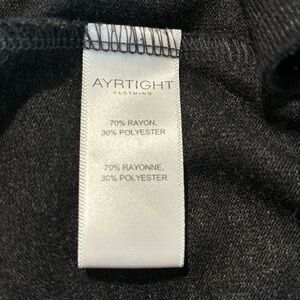 AYRTIGHT
CLOTHING
70% RAYON,
30% POLYESTER
70% RAYONNE,
30% POLYESTER